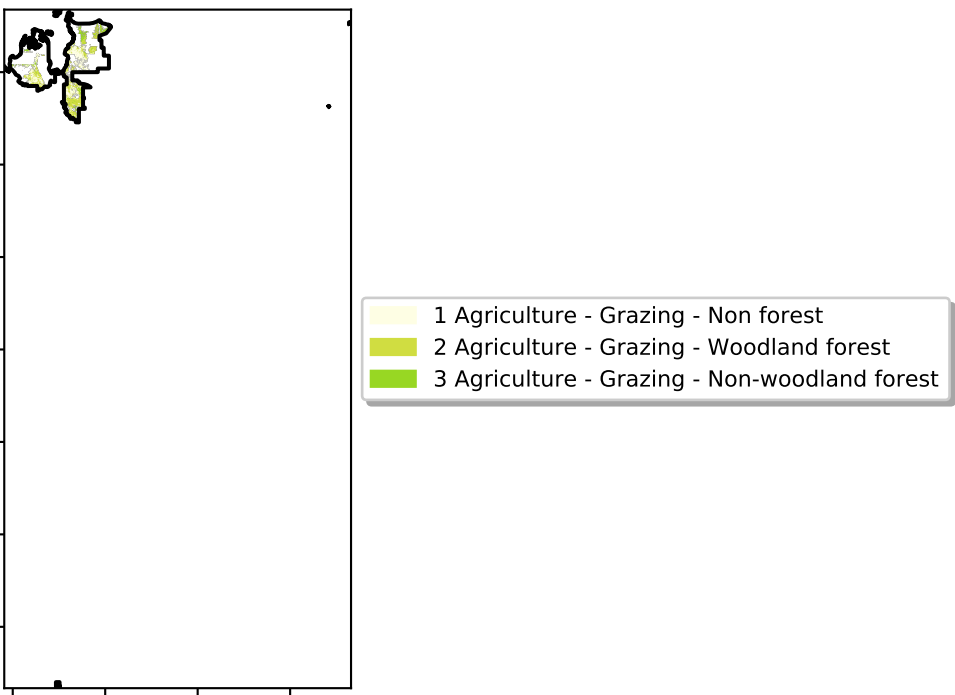 1 Agriculture - Grazing - Non forest
2 Agriculture - Grazing - Woodland forest
3 Agriculture - Grazing - Non-woodland forest